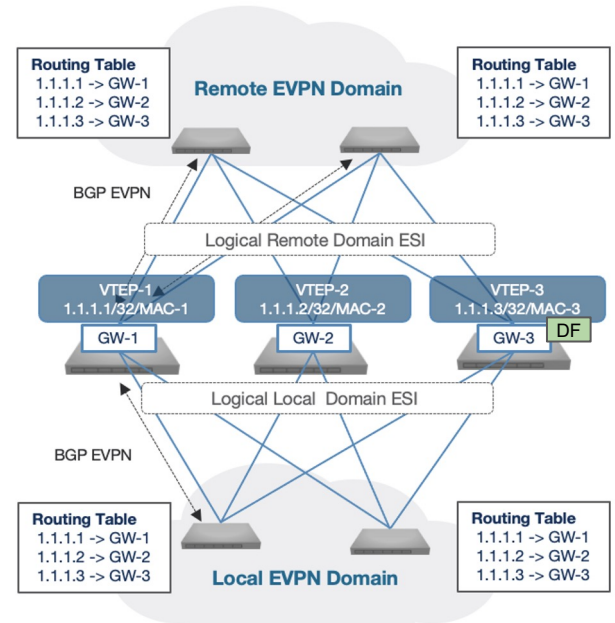 Routing Table
1.1.1.1 -> GW-1
1.1.1.2 -> GW-2
1.1.1.3 -> GW-3
Remote EVPN Domain
Routing Table
1.1.1.1 -> GW-1
1.1.1.2 -> GW-2
1.1.1.3 -> GW-3
BGP EVPN
Logical Remote Domain ESI
VTEP-1
1.1.1.1/32/MAC-1
VTEP-2
1.1.1.2/32/MAC-2
VTEP-3
1.1.1.3/32/MAC-3
GW-1
GW-2
GW-3
DF
Logical Local Domain ESI
BGP EVPN
Routing Table
1.1.1.1 -> GW-1
1.1.1.2 -> GW-2
1.1.1.3 -> GW-3
Local EVPN Domain
Routing Table
1.1.1.1 -> GW-1
1.1.1.2 -> GW-2
1.1.1.3 -> GW-3